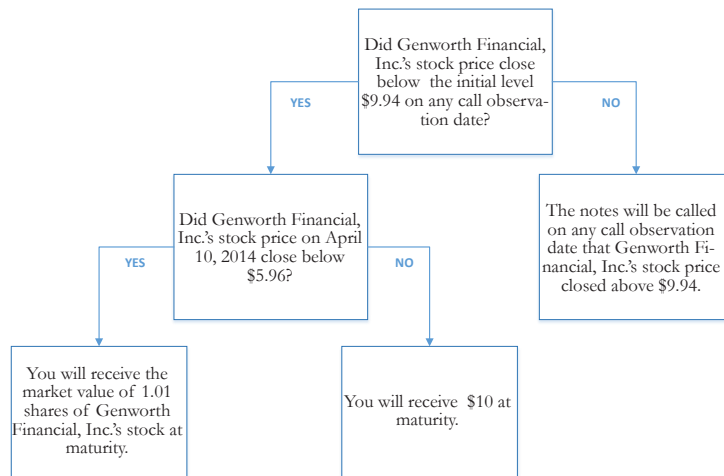 Did Genworth Financial,
Inc.'s stock price close
below the initial level
$9.94 on any call observa-
tion date?
YES
NO
Did Genworth Financial,
Inc.'s stock price on April
10, 2014 close below
$5.96?
The notes will be called
on any call observation
date that Genworth Fi-
nancial, Inc.'s stock price
closed above $9.94.
YES
NO
You will receive the
market value of 1.01
shares of Genworth
Financial, Inc.'s stock at
maturity.
You will receive $10 at
maturity.